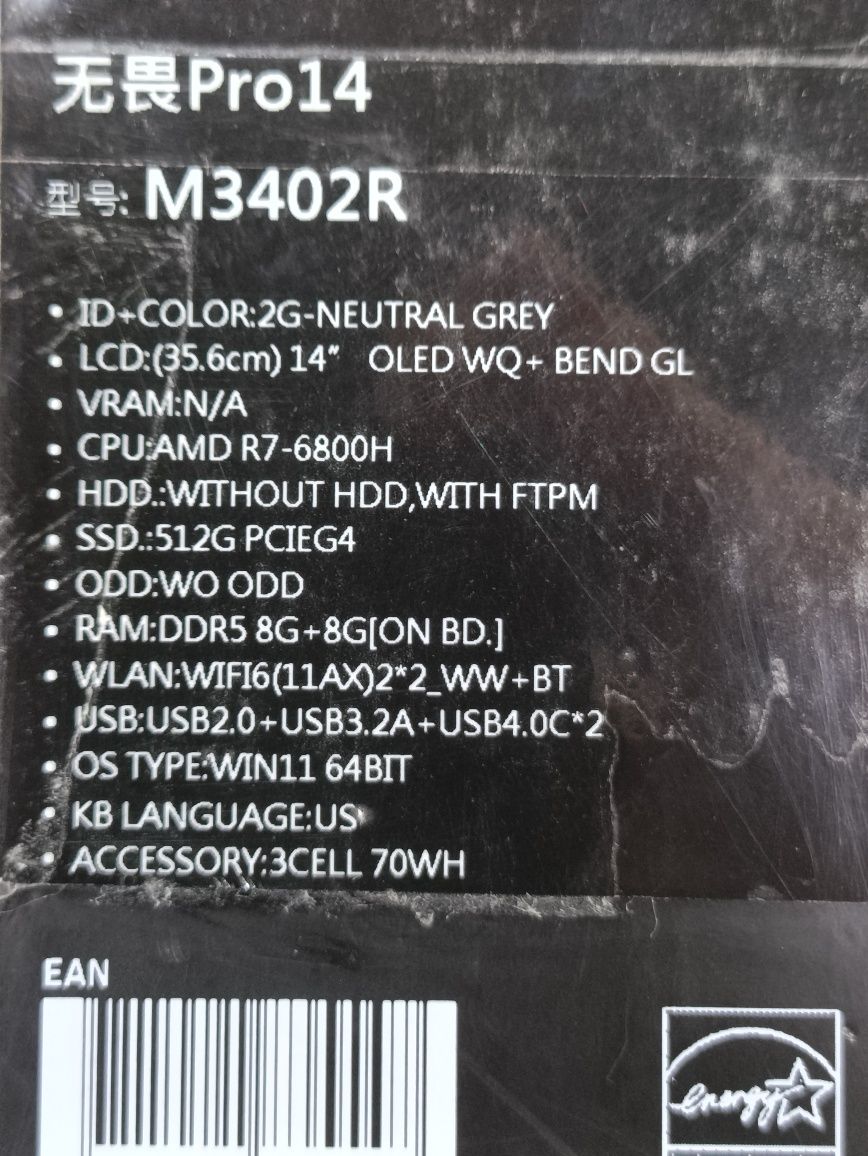 无畏Pro14
型号: M3402R
• ID+COLOR:2G-NEUTRAL GREY
• LCD:(35.6cm) 14” OLED WQ+ BEND GL
• VRAM:N/A
• CPU:AMD R7-6800H
• HDD.:WITHOUT HDD,WITH FTPM
• SSD.:512G PCIEG4
• ODD:WO ODD
• RAM:DDR5 8G+8G[ON BD.]
• WLAN:WIFI6(11AX)2*2_WW+BT
• USB:USB2.0+USB3.2A+USB4.0C*2
• OS TYPE:WIN11 64BIT
• KB LANGUAGE:US
• ACCESSORY:3CELL 70WH
EAN
energy